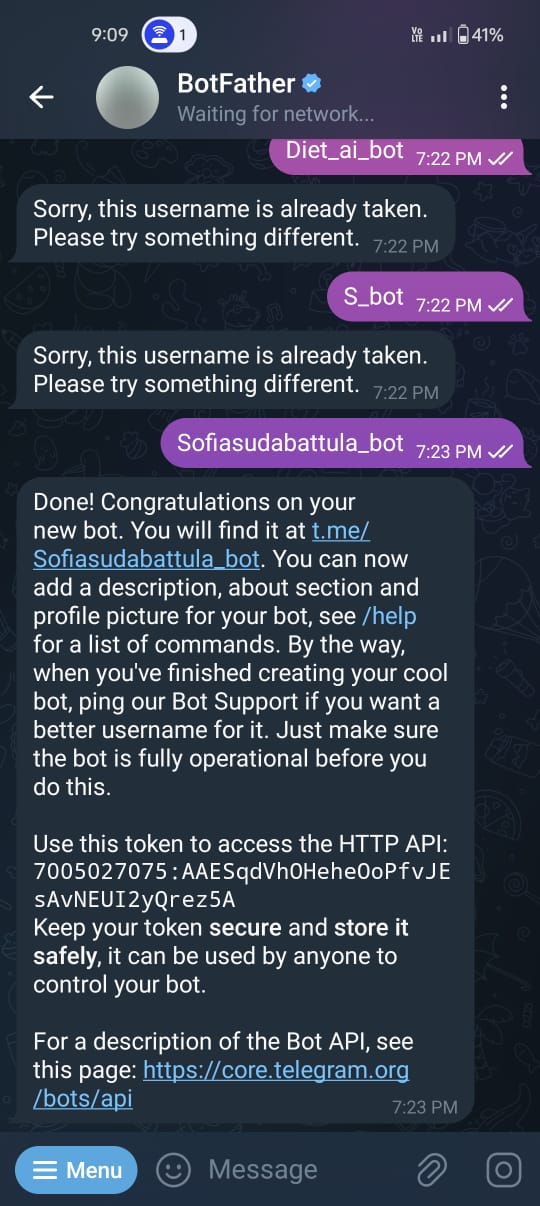 9:09 1 Vo LTE 41%
BotFather
Waiting for network...
Diet_ai_bot 7:22 PM
Sorry, this username is already taken.
Please try something different. 7:22 PM
S_bot 7:22 PM
Sorry, this username is already taken.
Please try something different. 7:22 PM
Sofiasudabattula_bot 7:23 PM
Done! Congratulations on your
new bot. You will find it at t.me/
Sofiasudabattula_bot. You can now
add a description, about section and
profile picture for your bot, see /help
for a list of commands. By the way,
when you've finished creating your cool
bot, ping our Bot Support if you want a
better username for it. Just make sure
the bot is fully operational before you
do this.
Use this token to access the HTTP API:
7005027075:AAESqdVhOHeheOoPfvJE
sAvNEUI2yQrez5A
Keep your token secure and store it
safely, it can be used by anyone to
control your bot.
For a description of the Bot API, see
this page: https://core.telegram.org
/bots/api 7:23 PM
Menu Message